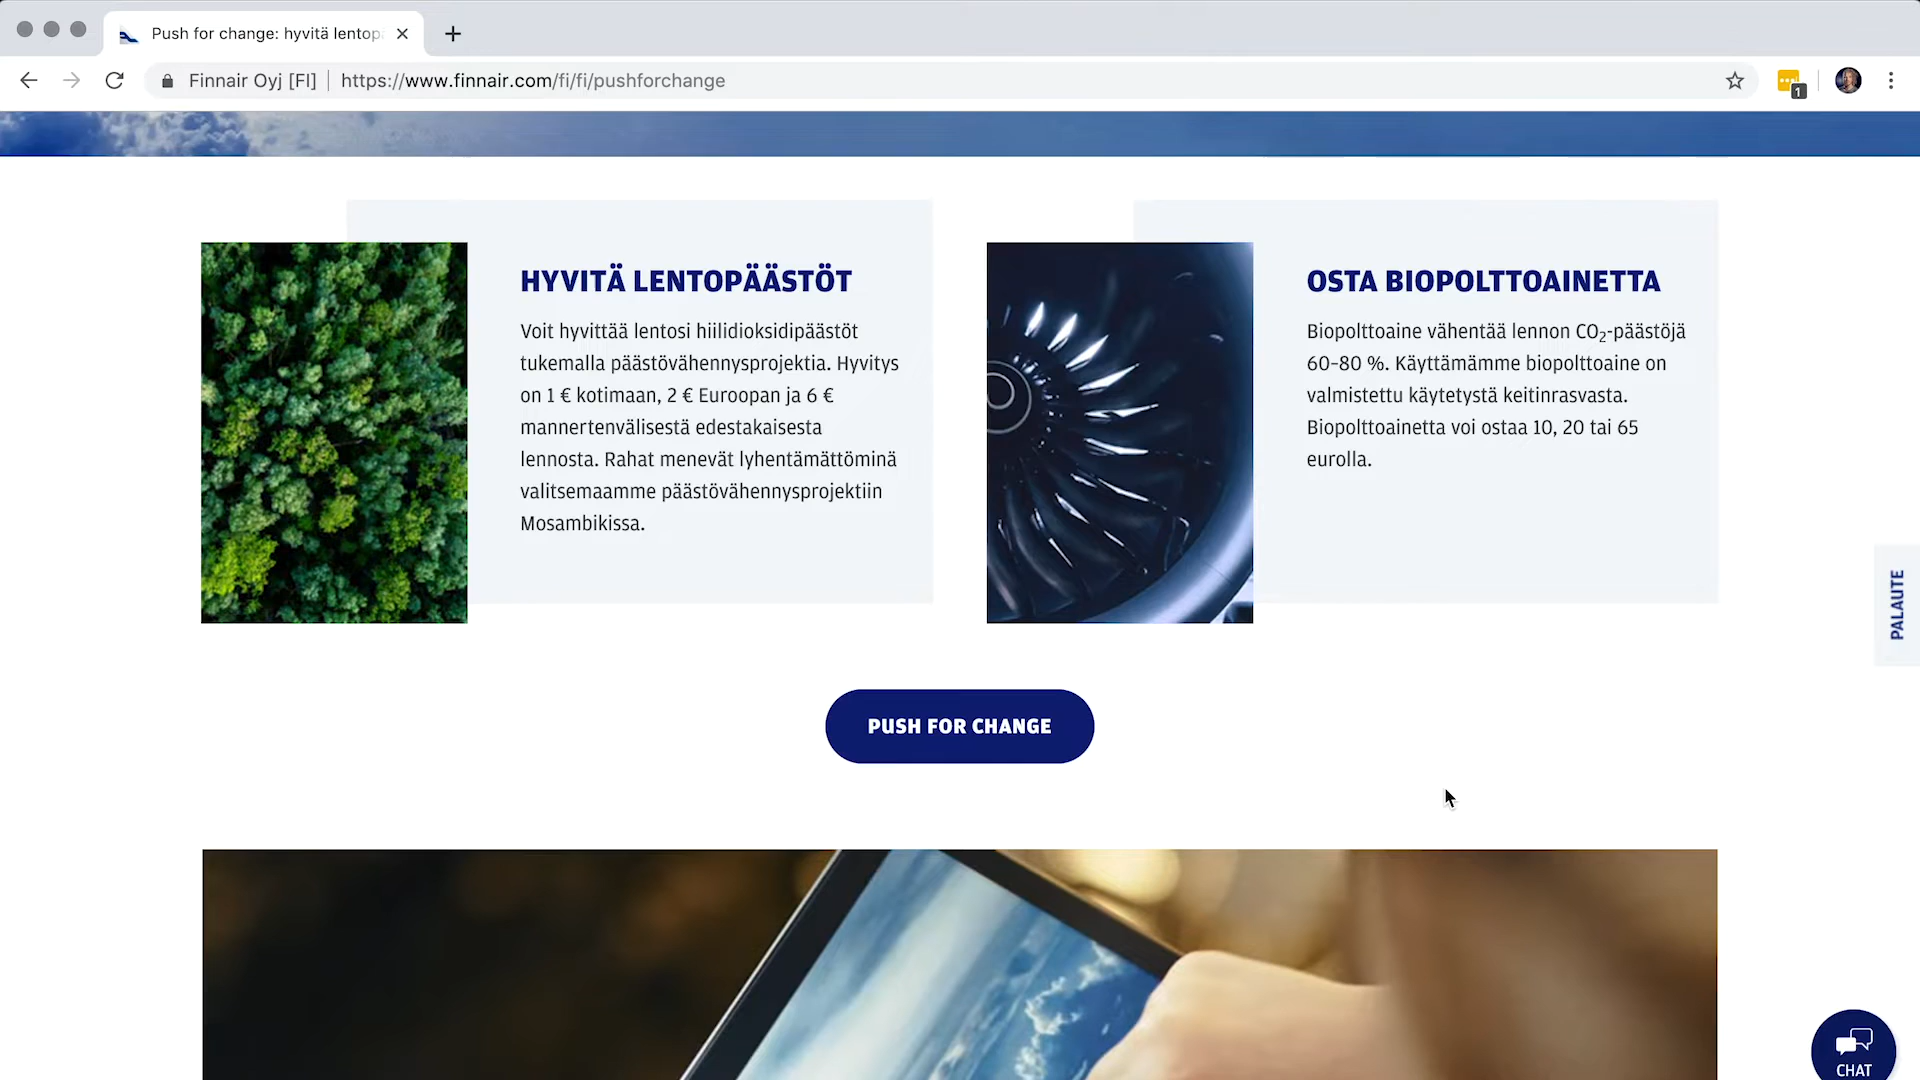 Push for change: hyvitä lentop
Finnair Oyj [FI] | https://www.finnair.com/fi/fi/pushforchange
1
HYVITÄ LENTOPÄÄSTÖT
Voit hyvittää lentosi hiilidioksidipäästöt
tukemalla päästövähennysprojektia. Hyvitys
on 1 € kotimaan, 2 € Euroopan ja 6 €
mannertenvälisestä edestakaisesta
lennosta. Rahat menevät lyhentämättöminä
valitsemaamme päästövähennysprojektiin
Mosambikissa.
OSTA BIOPOLTTOAINETTA
Biopolttoaine vähentää lennon CO₂-päästöjä
60–80 %. Käyttämämme biopolttoaine on
valmistettu käytetystä keitinrasvasta.
Biopolttoainetta voi ostaa 10, 20 tai 65
eurolla.
PALAUTE
PUSH FOR CHANGE
CHAT